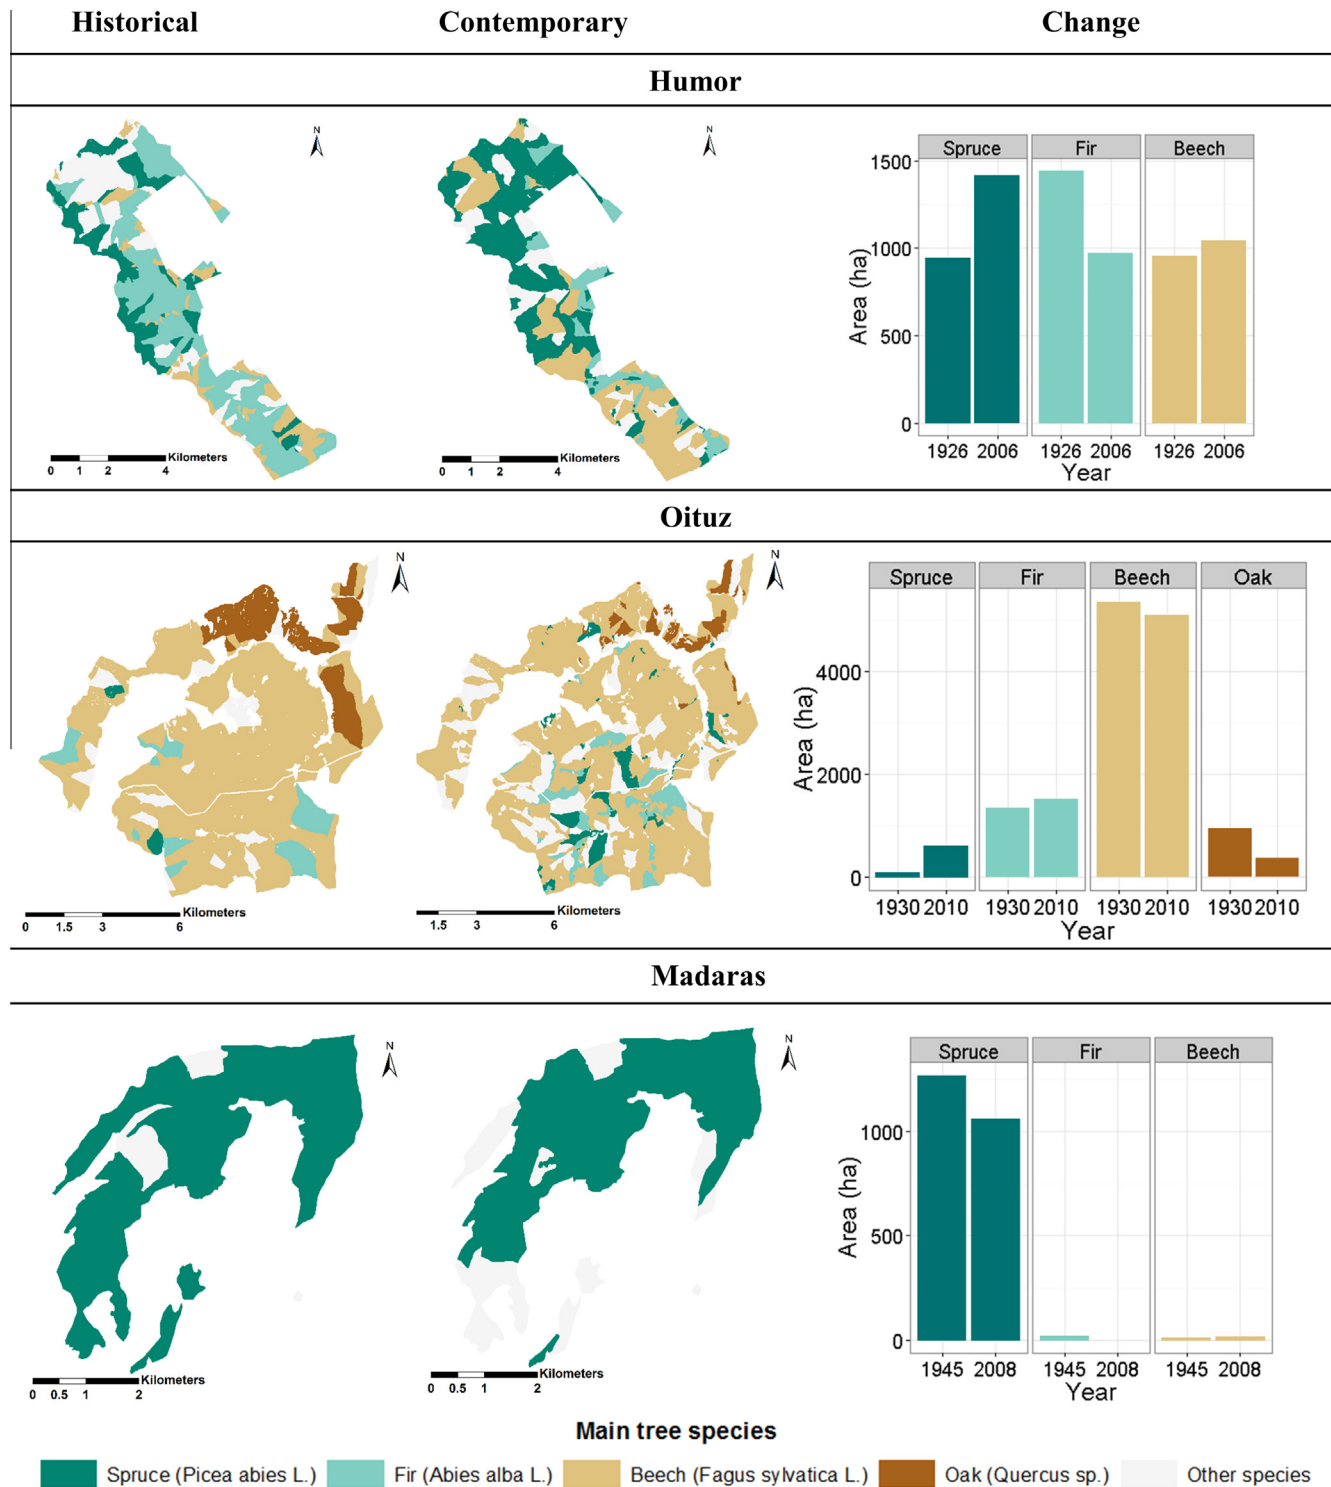 Historical Contemporary Change
Humor
N
N
0 1 2 4 Kilometers
0 1 2 4 Kilometers
Spruce Fir Beech
1500
1000
500
0
Area (ha)
1926 2006 1926 2006 1926 2006
Year
Oituz
N
N
0 1.5 3 6 Kilometers
1.5 3 6 Kilometers
Spruce Fir Beech Oak
4000
2000
0
Area (ha)
1930 2010 1930 2010 1930 2010 1930 2010
Year
Madaras
N
N
0 0.5 1 2 Kilometers
0 0.5 1 2 Kilometers
Spruce Fir Beech
1000
500
0
Area (ha)
1945 2008 1945 2008 1945 2008
Year
Main tree species
Spruce (Picea abies L.) Fir (Abies alba L.) Beech (Fagus sylvatica L.) Oak (Quercus sp.) Other species